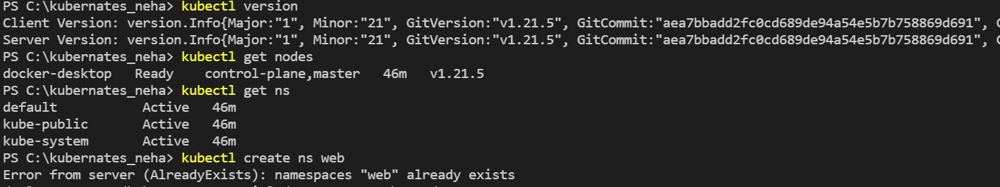 PS C:\kubernates_neha> kubectl version
Client Version: version.Info{Major:"1", Minor:"21", GitVersion:"v1.21.5", GitCommit:"aea7bbadd2fc0cd689de94a54e5b7b758869d691",
Server Version: version.Info{Major:"1", Minor:"21", GitVersion:"v1.21.5", GitCommit:"aea7bbadd2fc0cd689de94a54e5b7b758869d691",
PS C:\kubernates_neha> kubectl get nodes
docker-desktop   Ready    control-plane,master   46m   v1.21.5
PS C:\kubernates_neha> kubectl get ns
default           Active   46m
kube-public       Active   46m
kube-system       Active   46m
PS C:\kubernates_neha> kubectl create ns web
Error from server (AlreadyExists): namespaces "web" already exists